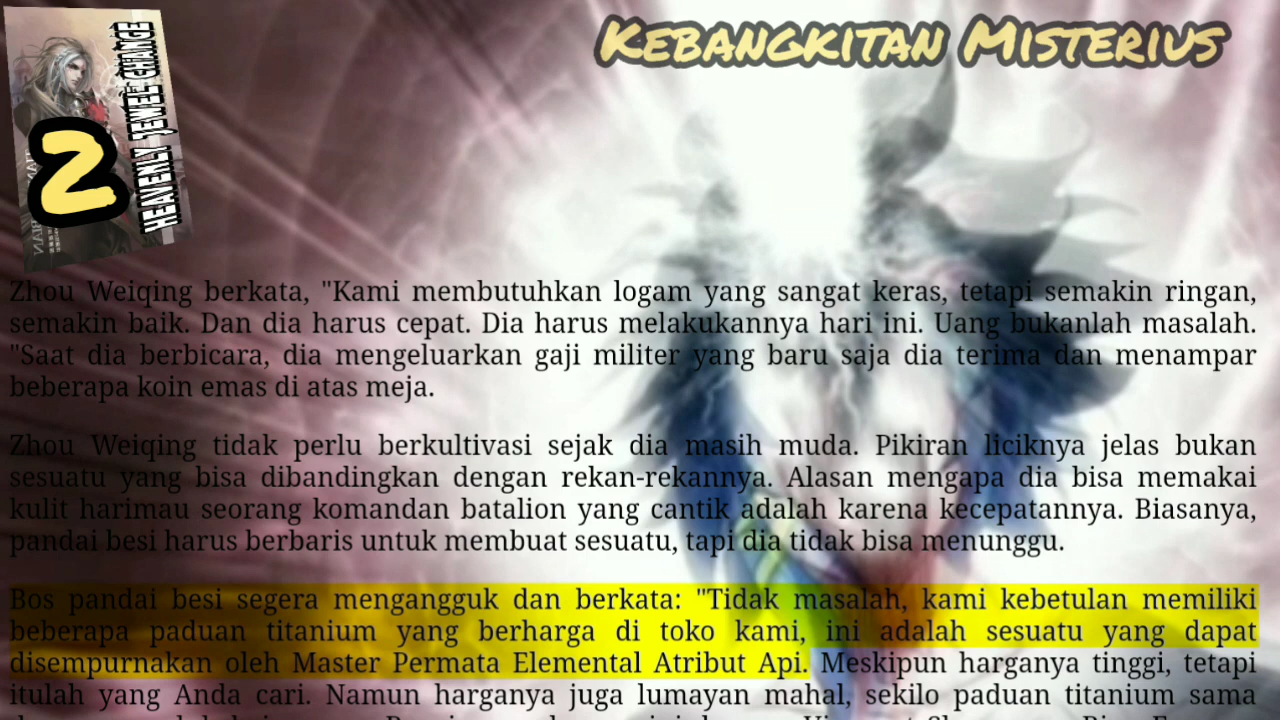 Kebangkitan Misterius
2
HEAVENLY JEWEL CHANGE
Zhou Weiqing berkata, "Kami membutuhkan logam yang sangat keras, tetapi semakin ringan,
semakin baik. Dan dia harus cepat. Dia harus melakukannya hari ini. Uang bukanlah masalah.
"Saat dia berbicara, dia mengeluarkan gaji militer yang baru saja dia terima dan menampar
beberapa koin emas di atas meja.
Zhou Weiqing tidak perlu berkultivasi sejak dia masih muda. Pikiran liciknya jelas bukan
sesuatu yang bisa dibandingkan dengan rekan-rekannya. Alasan mengapa dia bisa memakai
kulit harimau seorang komandan batalion yang cantik adalah karena kecepatannya. Biasanya,
pandai besi harus berbaris untuk membuat sesuatu, tapi dia tidak bisa menunggu.
Bos pandai besi segera mengangguk dan berkata: "Tidak masalah, kami kebetulan memiliki
beberapa paduan titanium yang berharga di toko kami, ini adalah sesuatu yang dapat
disempurnakan oleh Master Permata Elemental Atribut Api. Meskipun harganya tinggi, tetapi
itulah yang Anda cari. Namun harganya juga lumayan mahal, sekilo paduan titanium sama